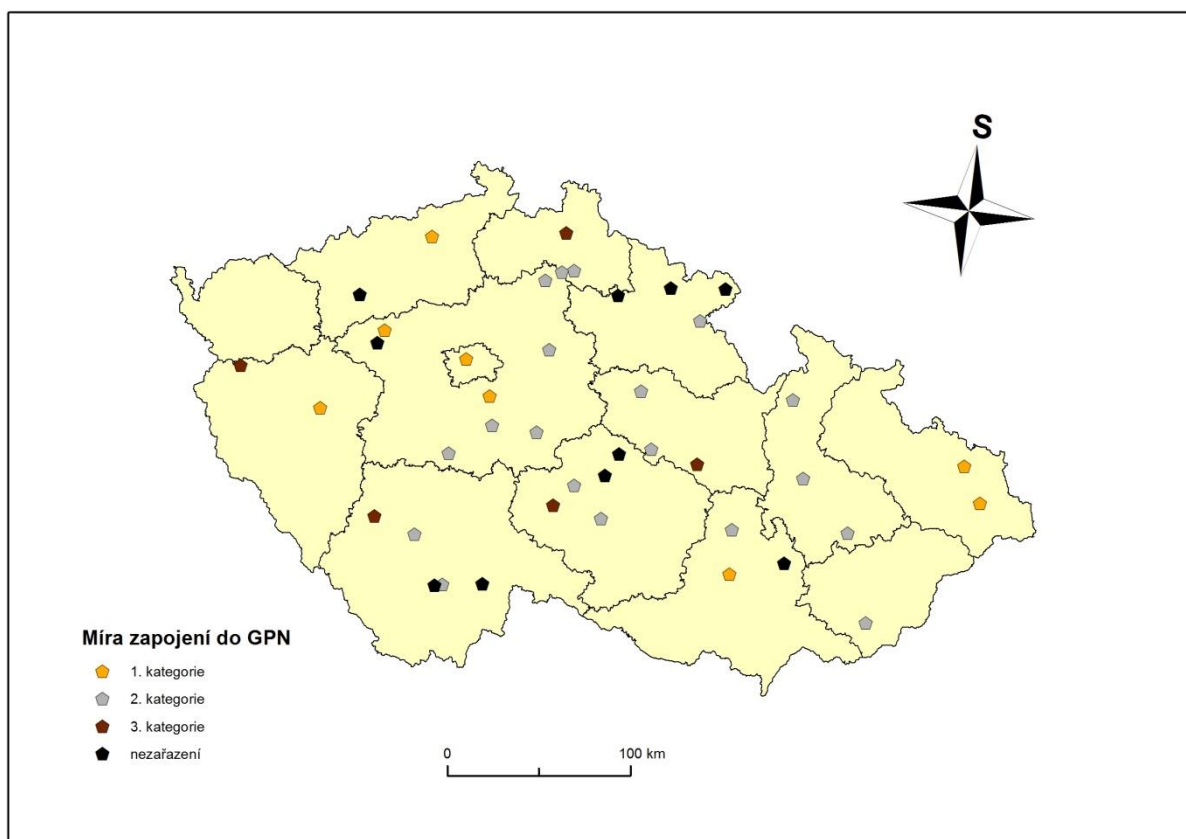 S
Míra zapojení do GPN
1. kategorie
2. kategorie
3. kategorie
nezařazení
0 100 km